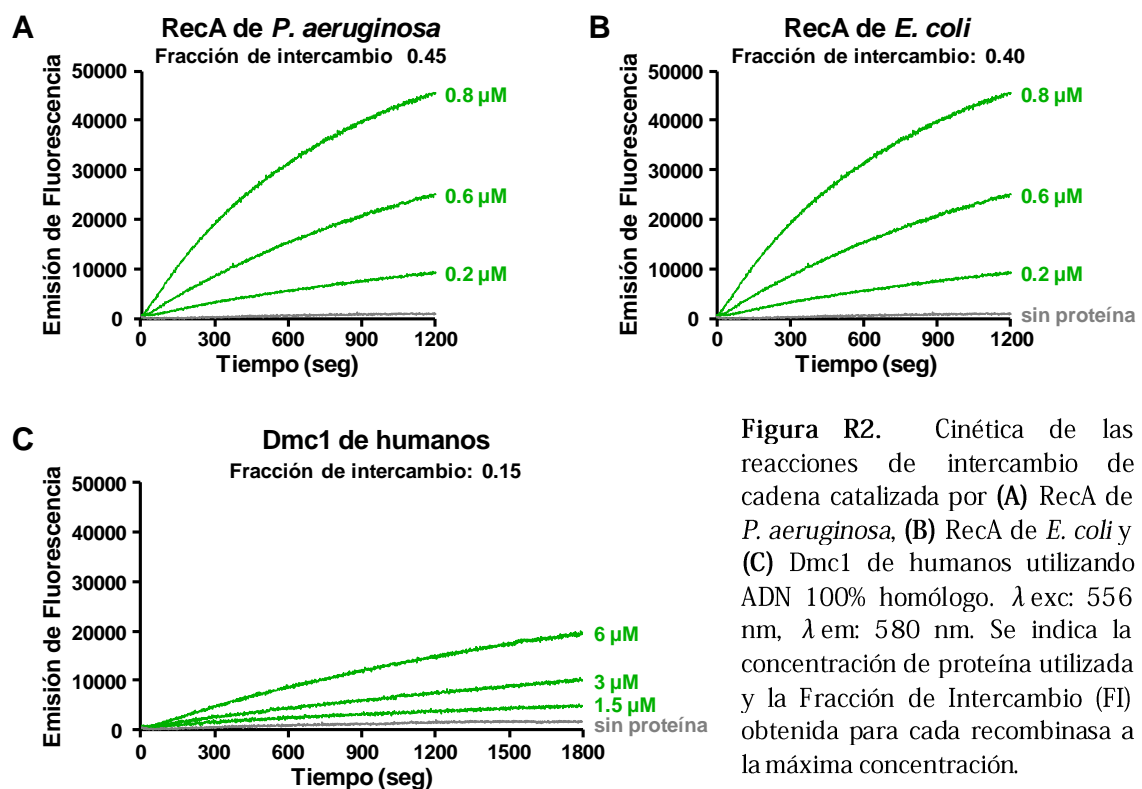 A
RecA de P. aeruginosa
Fracción de intercambio 0.45
Emisión de Fluorescencia
50000
40000
30000
20000
10000
0
0.8 µM
0.6 µM
0.2 µM
0 300 600 900 1200
Tiempo (seg)
B
RecA de E. coli
Fracción de intercambio: 0.40
Emisión de Fluorescencia
50000
40000
30000
20000
10000
0
0.8 µM
0.6 µM
0.2 µM
sin proteína
0 300 600 900 1200
Tiempo (seg)
C
Dmc1 de humanos
Fracción de intercambio: 0.15
Emisión de Fluorescencia
50000
40000
30000
20000
10000
0
6 µM
3 µM
1.5 µM
sin proteína
0 300 600 900 1200 1500 1800
Tiempo (seg)
Figura R2. Cinética de las
reacciones de intercambio de
cadena catalizada por (A) RecA de
P. aeruginosa, (B) RecA de E. coli y
(C) Dmc1 de humanos utilizando
ADN 100% homólogo. λ exc: 556
nm, λ em: 580 nm. Se indica la
concentración de proteína utilizada
y la Fracción de Intercambio (FI)
obtenida para cada recombinasa a
la máxima concentración.